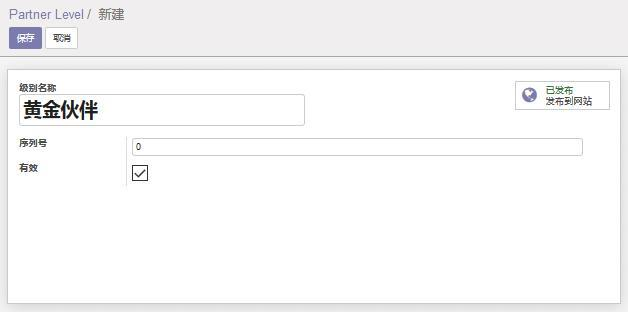 Partner Level / 新建
保存 取消
级别名称
已发布
发布到网站
黄金伙伴
序列号 0
有效